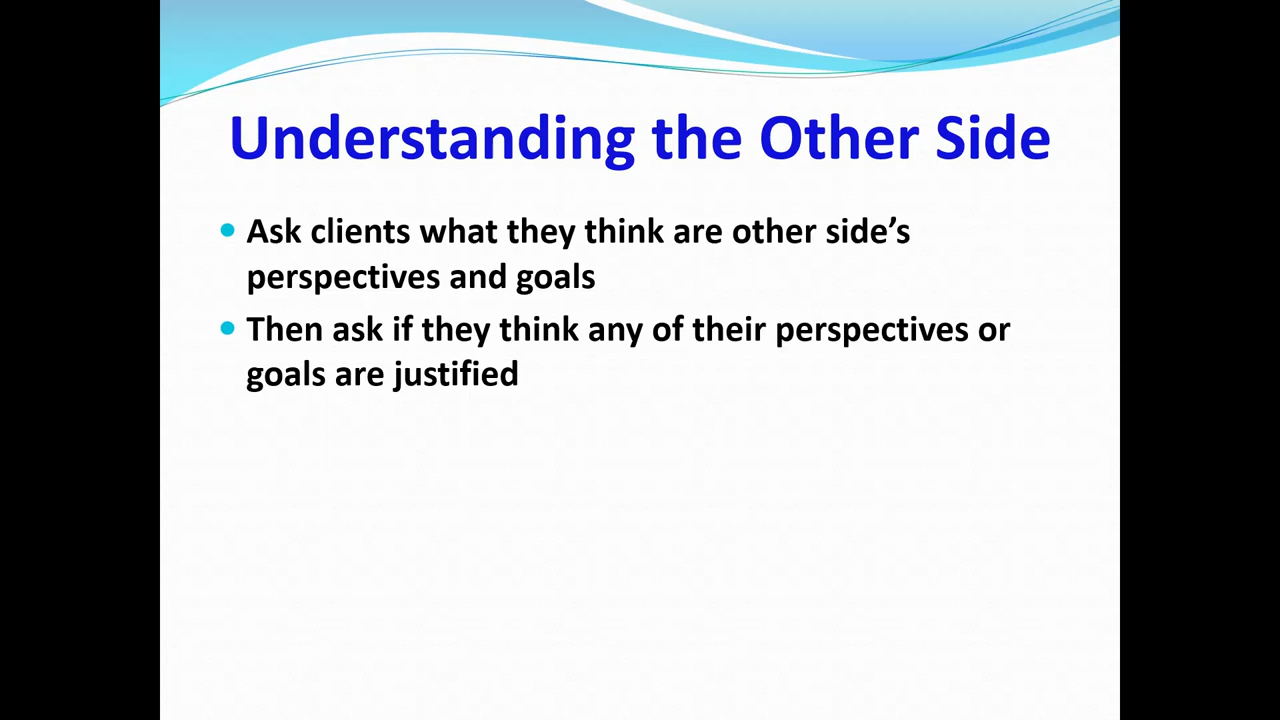 Understanding the Other Side
• Ask clients what they think are other side’s
perspectives and goals
• Then ask if they think any of their perspectives or
goals are justified